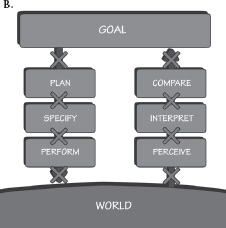 B.
GOAL
PLAN COMPARE
SPECIFY INTERPRET
PERFORM PERCEIVE
WORLD